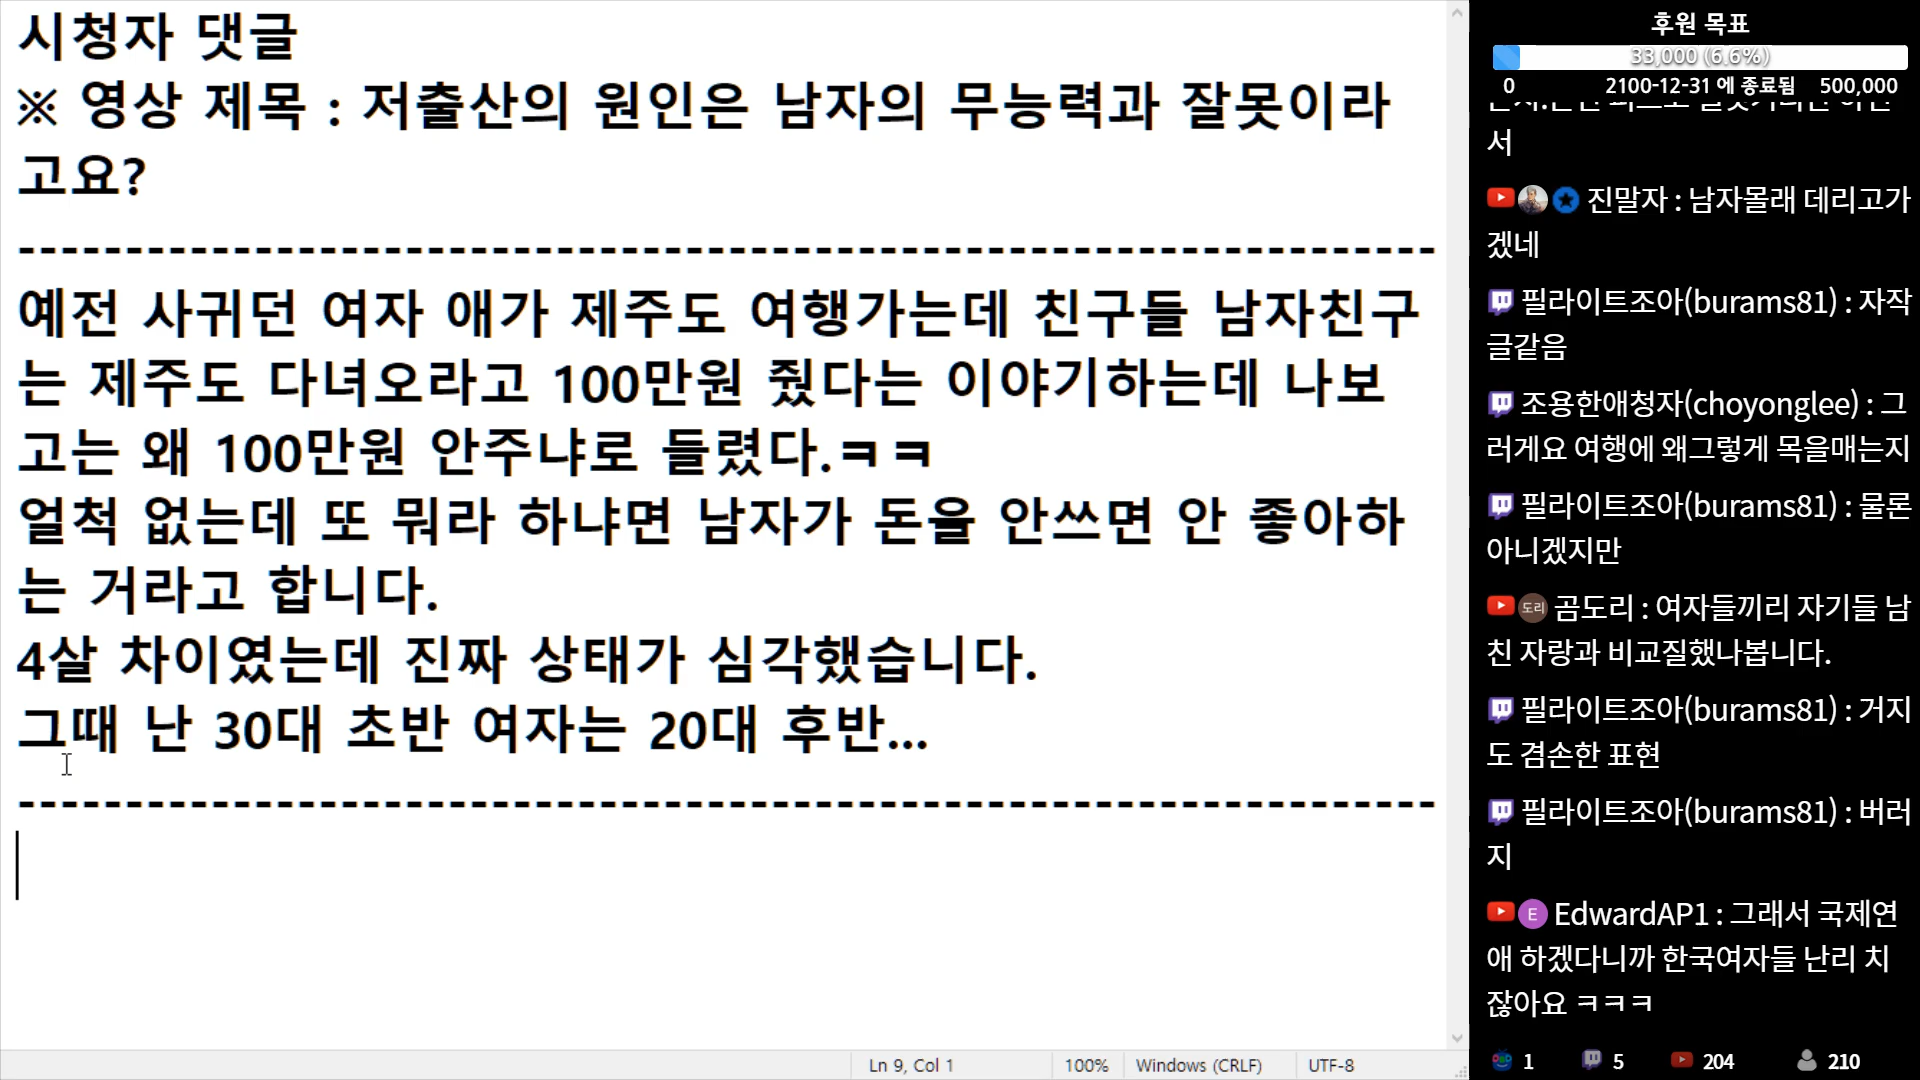 시청자 댓글
※ 영상 제목 : 저출산의 원인은 남자의 무능력과 잘못이라
고요?
------------------------------------------------------------------
예전 사귀던 여자 애가 제주도 여행가는데 친구들 남자친구
는 제주도 다녀오라고 100만원 줬다는 이야기하는데 나보
고는 왜 100만원 안주냐로 들렸다.ㅋㅋ
얼척 없는데 또 뭐라 하냐면 남자가 돈을 안쓰면 안 좋아하
는 거라고 합니다.
4살 차이였는데 진짜 상태가 심각했습니다.
그때 난 30대 초반 여자는 20대 후반...
------------------------------------------------------------------
Ln 9, Col 1
100%
Windows (CRLF)
UTF-8
후원 목표
33,000 (6.6%)
0 2100-12-31 에 종료됨 500,000
서
진말자 : 남자몰래 데리고가
겠네
필라이트조아(burams81) : 자작
글같음
조용한애청자(choyonglee) : 그
러게요 여행에 왜그렇게 목을매는지
필라이트조아(burams81) : 물론
아니겠지만
도리 곰도리 : 여자들끼리 자기들 남
친 자랑과 비교질했나봅니다.
필라이트조아(burams81) : 거지
도 겸손한 표현
필라이트조아(burams81) : 버러
지
E EdwardAP1 : 그래서 국제연
애 하겠다니까 한국여자들 난리 치
잖아요 ㅋㅋㅋ
1 5 204 210